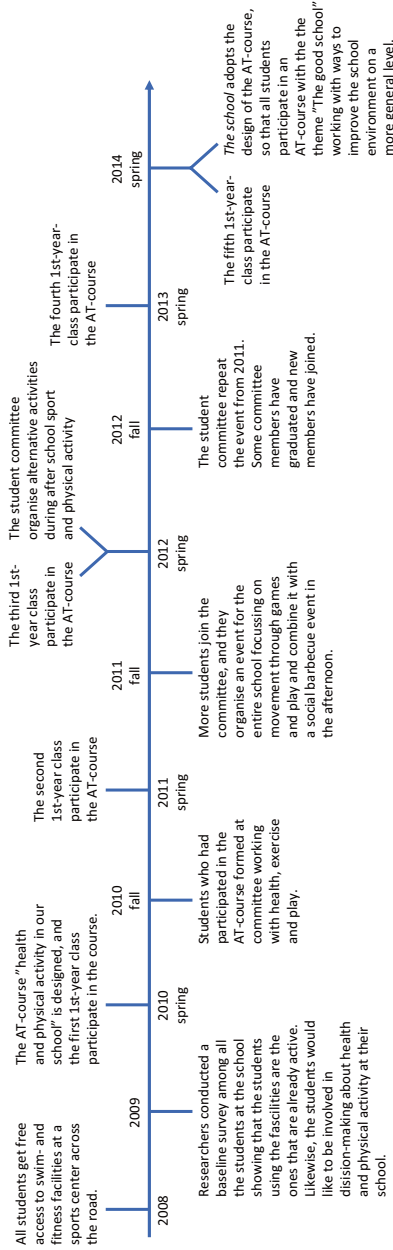 All students get free
access to swim- and
fitness facilities at a
sports center across
the road.
2008
2009
Researchers conducted a
baseline survey among all
the students at the school
showing that the students
using the fascilities are the
ones that are already active.
Likewise, the students would
like to be involved in
disision-making about health
and physical activity at their
school.
The AT-course "health
and physical activity in our
school" is designed, and
the first 1st-year class
participate in the course.
2010
spring
2010
fall
Students who had
participated in the
AT-course formed at
committee working
with health, exercise
and play.
The second
1st-year class
participate in
the AT-course
2011
spring
2011
fall
More students join the
committee, and they
organise an event for the
entire school focussing on
movement through games
and play and combine it with
a social barbecue event in
the afternoon.
The third 1st-
year class
participate in
the AT-course
The student committee
organise alternative activities
during after school sport
and physical activity
2012
spring
2012
fall
The student
committee repeat
the event from 2011.
Some committee
members have
graduated and new
members have joined.
The fourth 1st-year-
class participate in
the AT-course
2013
spring
2014
spring
The fifth 1st-year-
class participate
in the AT-course
The school adopts the
design of the AT-course,
so that all students
participate in an
AT-course with the the
theme "The good school"
working with ways to
improve the school
environment on a
more general level.